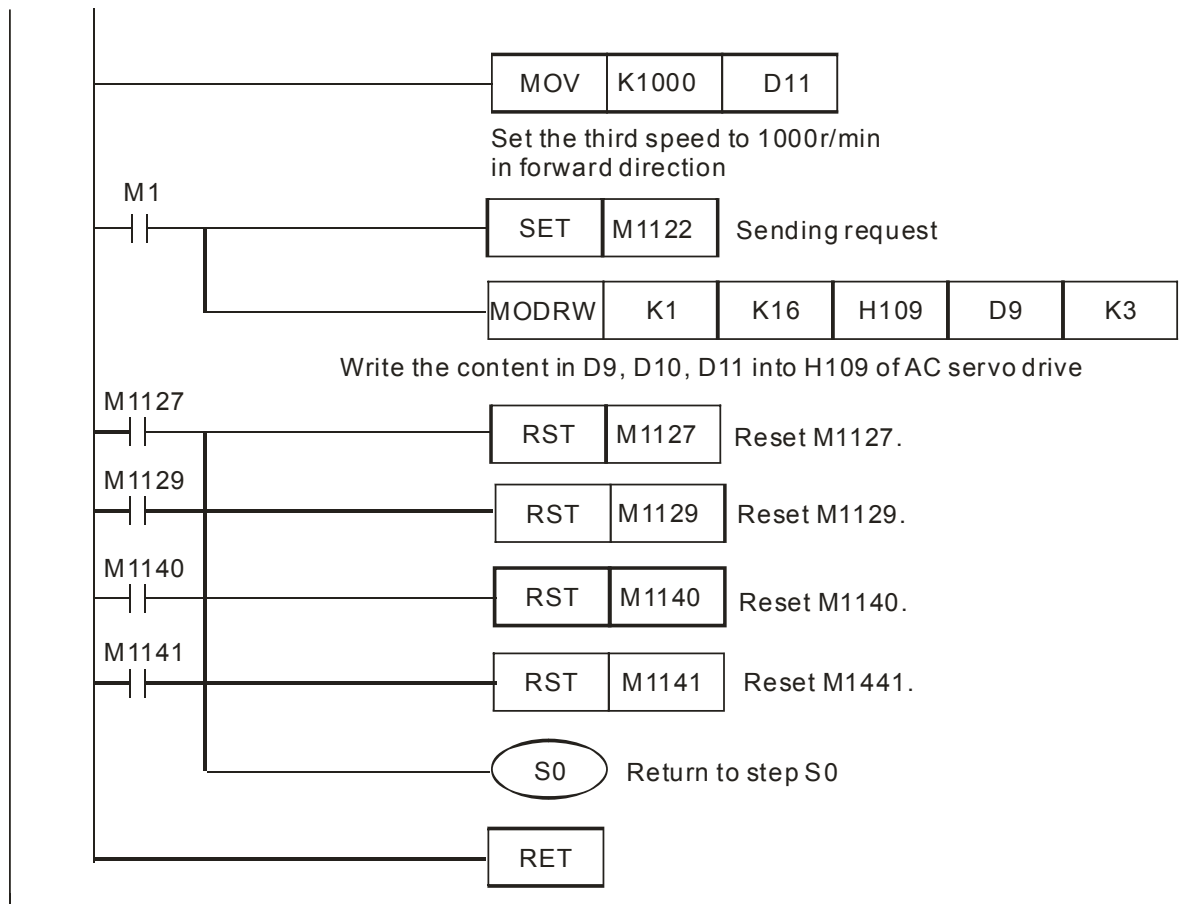 MOV K1000 D11
Set the third speed to 1000r/min
in forward direction
M1
SET M1122 Sending request
MODRW K1 K16 H109 D9 K3
Write the content in D9, D10, D11 into H109 of AC servo drive
M1127
RST M1127 Reset M1127.
M1129
RST M1129 Reset M1129.
M1140
RST M1140 Reset M1140.
M1141
RST M1141 Reset M1441.
S0 Return to step S0
RET